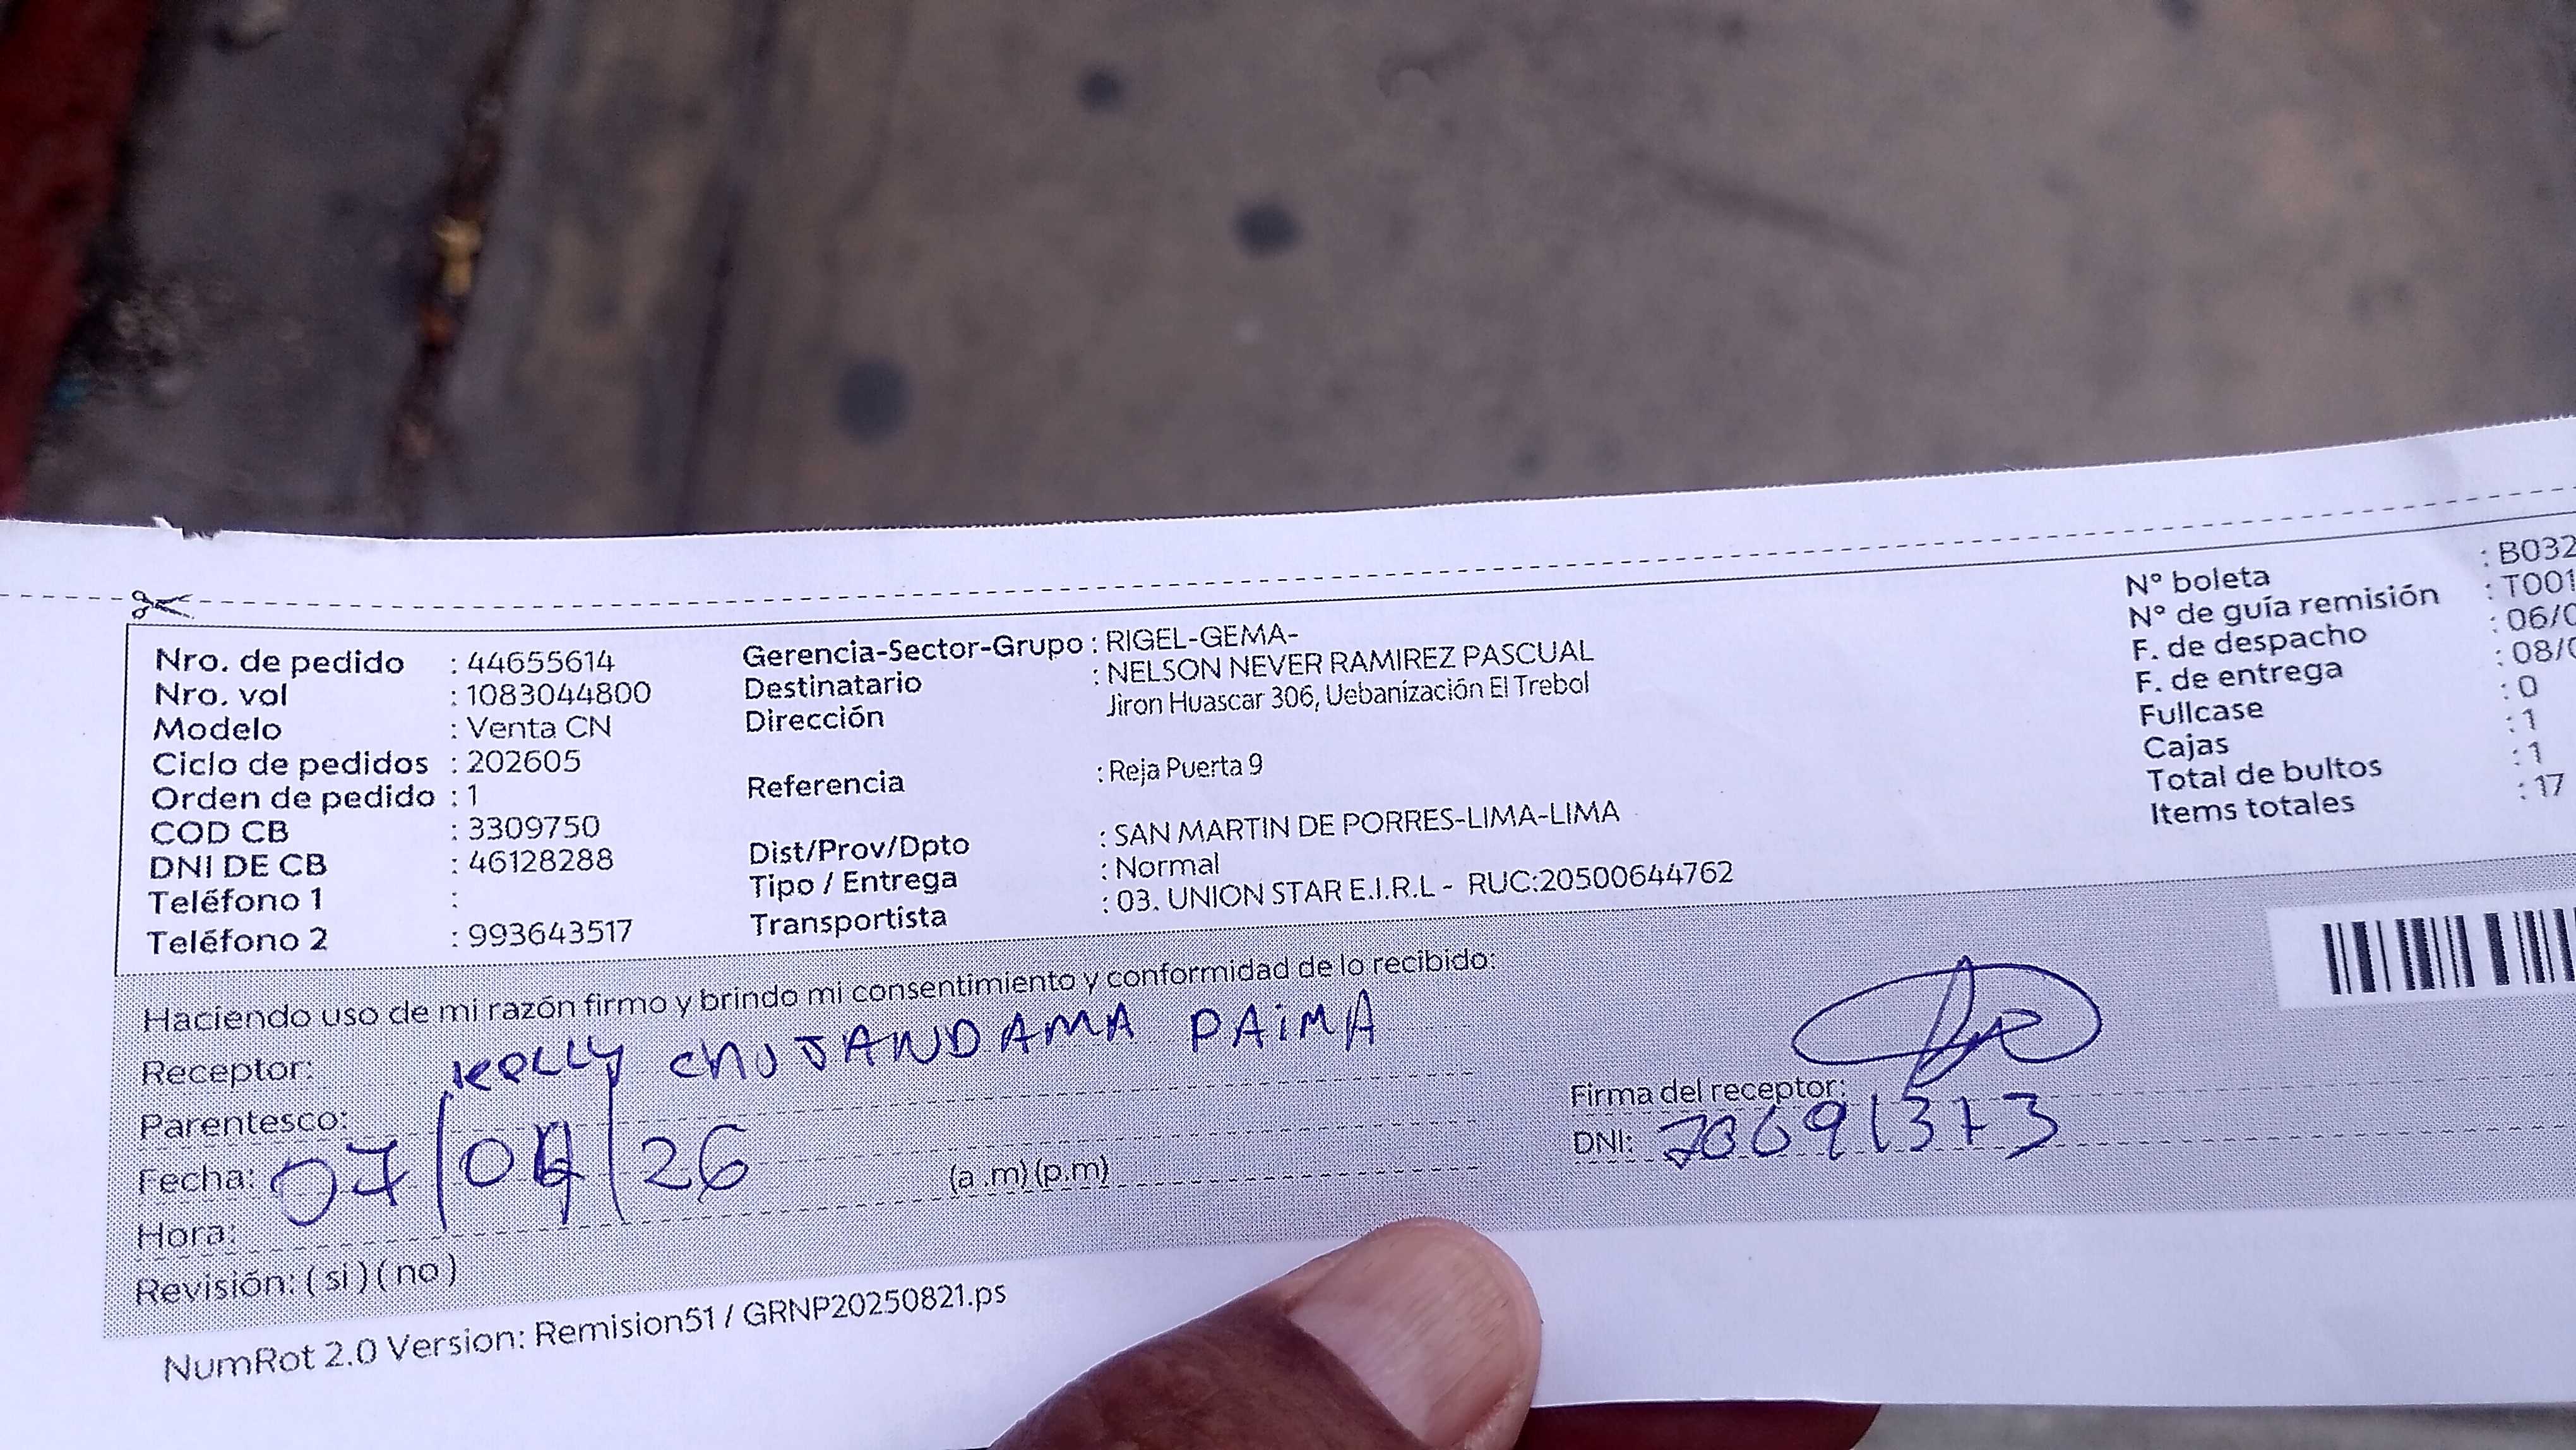 Nro. de pedido : 44655614
Nro. vol : 1083044800
Modelo : Venta CN
Ciclo de pedidos : 202605
Orden de pedido : 1
COD CB : 3309750
DNI DE CB : 46128288
Teléfono 1 :
Teléfono 2 : 993643517
Gerencia-Sector-Grupo : RIGEL-GEMA-
Destinatario : NELSON NEVER RAMIREZ PASCUAL
Dirección Jiron Huascar 306, Uebanización El Trebol
Referencia : Reja Puerta 9
Dist/Prov/Dpto : SAN MARTIN DE PORRES-LIMA-LIMA
Tipo / Entrega : Normal
Transportista : 03. UNION STAR E.I.R.L - RUC:20500644762
N° boleta : B032
N° de guía remisión : T001
F. de despacho : 06/0
F. de entrega : 08/0
Fullcase : 0
Cajas : 1
Total de bultos : 1
Items totales : 17
Haciendo uso de mi razón firmo y brindo mi consentimiento y conformidad de lo recibido:
Receptor: KELLY CHUJANDAMA PAIMA
Parentesco:
Fecha: 07/04/26
Hora: (a.m)(p.m)
Revisión: (si)(no)
Firma del receptor:
DNI:
NumRot 2.0 Version: Remision51 / GRNP20250821.ps